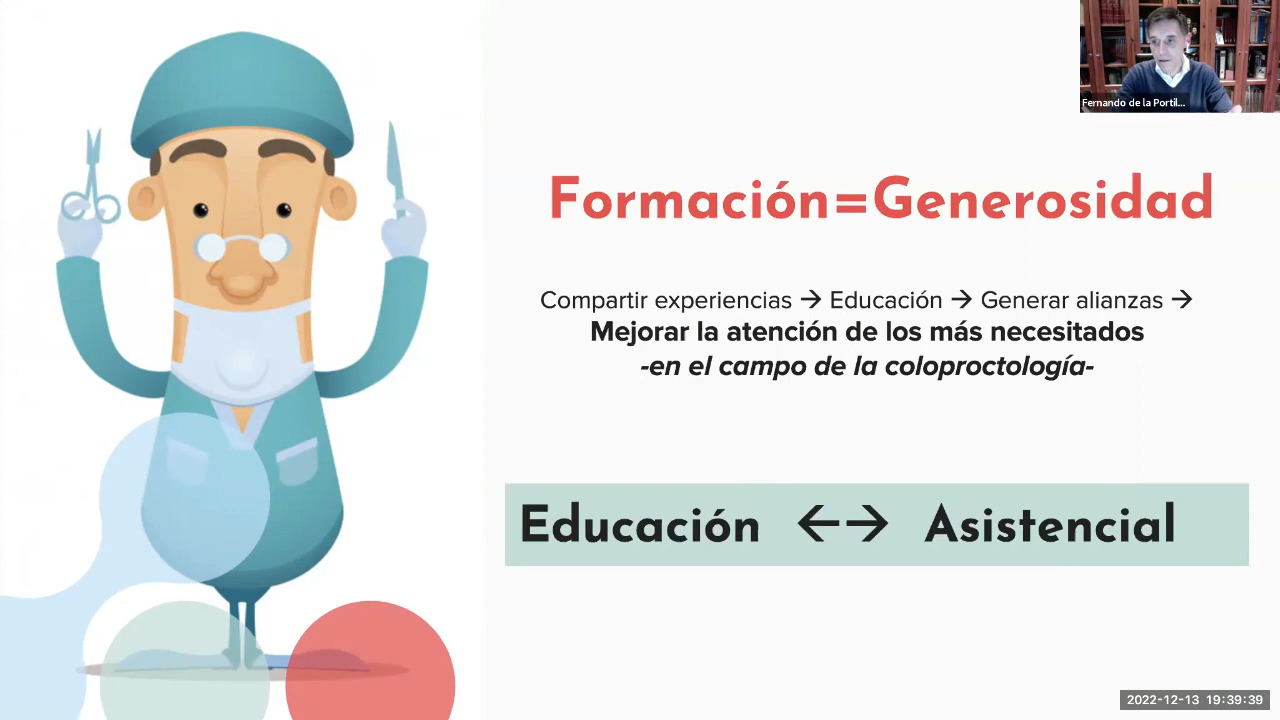 Fernando de la Portil...
Formación=Generosidad
Compartir experiencias → Educación → Generar alianzas →
Mejorar la atención de los más necesitados
-en el campo de la coloproctología-
Educación ←→ Asistencial
2022-12-13 19:39:39